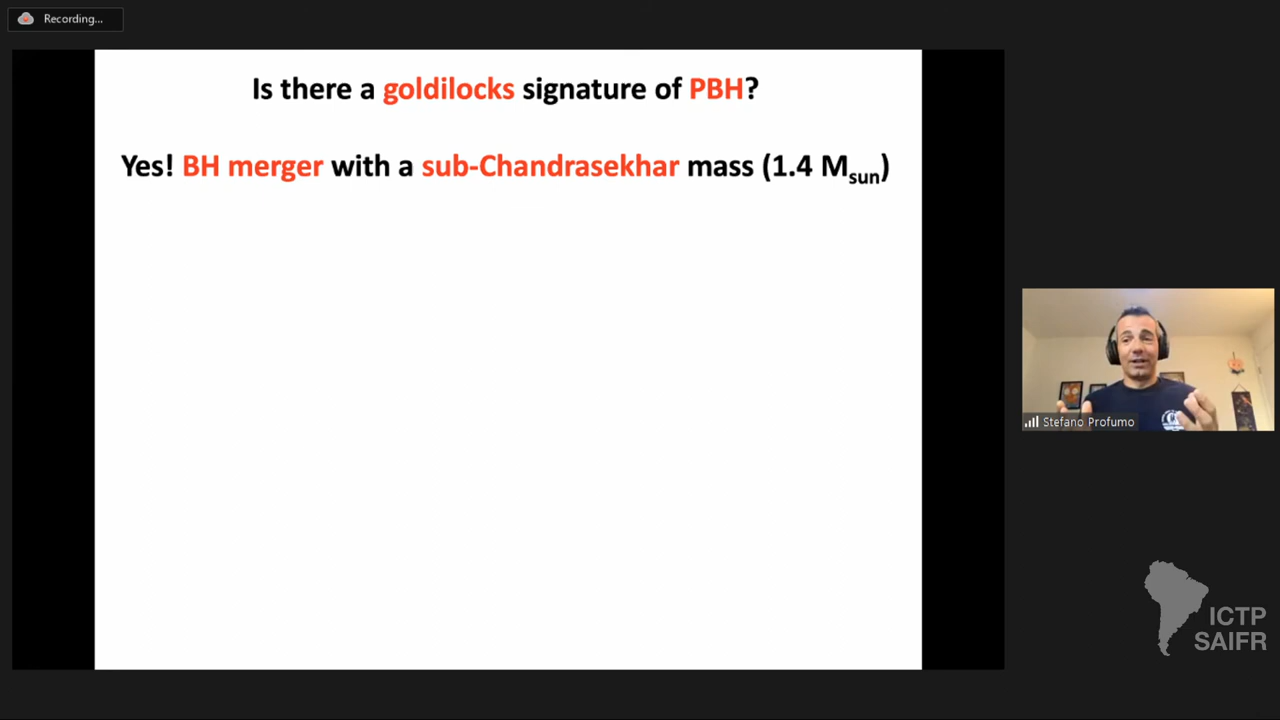 Recording...
Is there a goldilocks signature of PBH?
Yes! BH merger with a sub-Chandrasekhar mass (1.4 Msun)
Stefano Profumo
ICTP
SAIFR